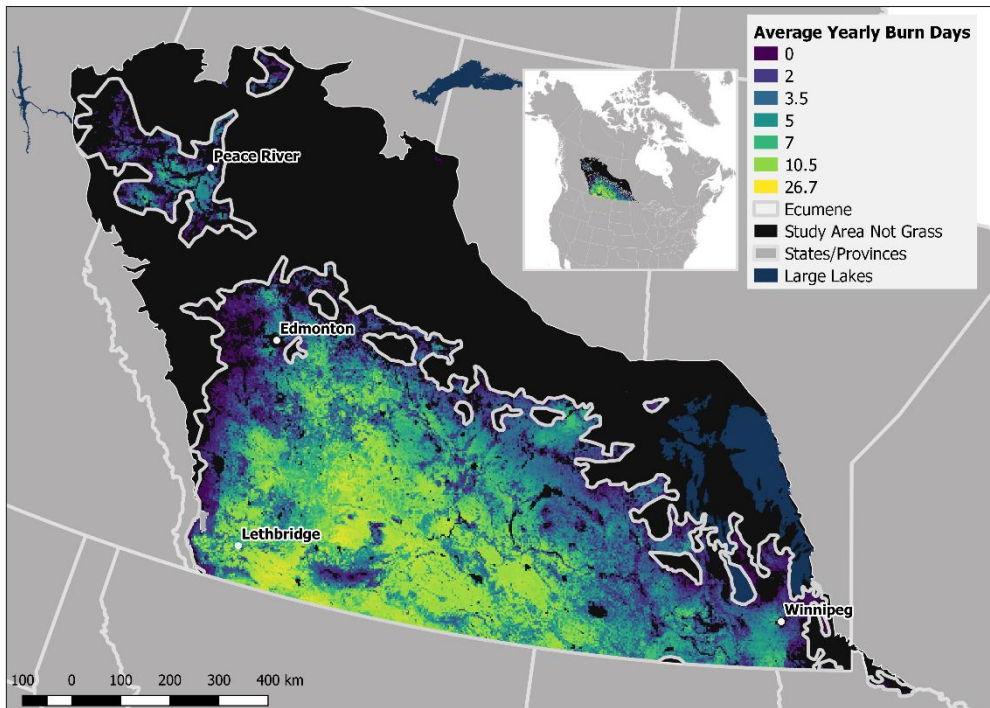 Average Yearly Burn Days
0
2
3.5
5
7
10.5
26.7
Ecumene
Study Area Not Grass
States/Provinces
Large Lakes
Peace River
Edmonton
Lethbridge
Winnipeg
100 0 100 200 300 400 km